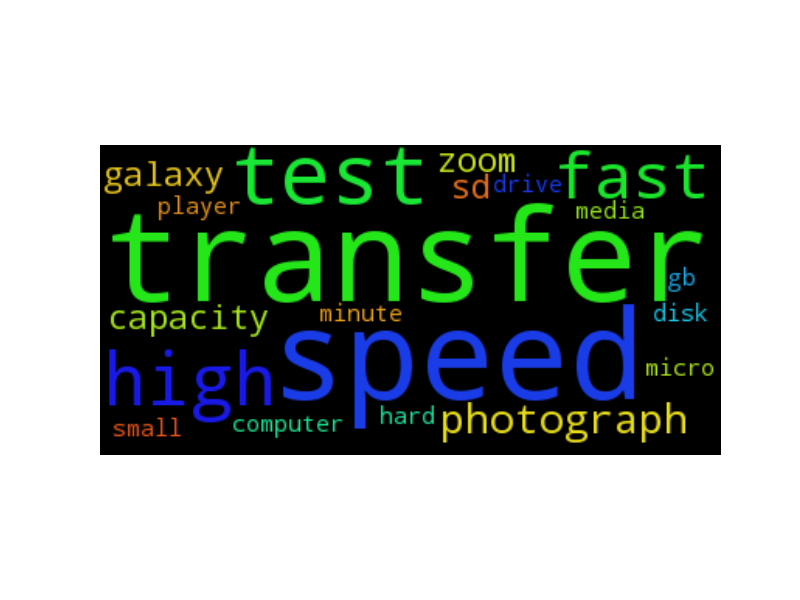 galaxy test zoom fast
sd drive
player media
transfer
gb
capacity minute disk
speed
high micro
small computer hard photograph